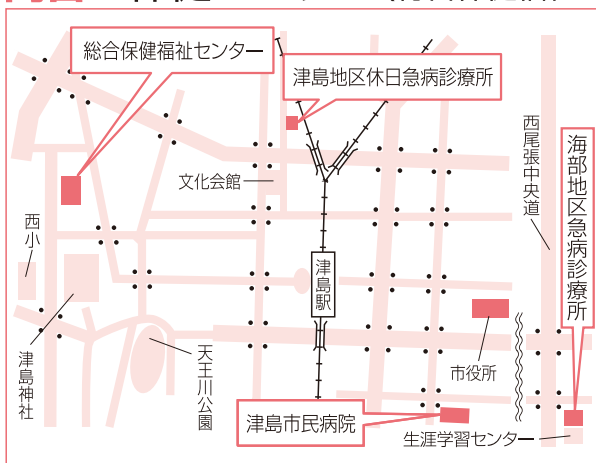 総合保健福祉センター
津島地区休日急病診療所
西尾張中央道
海部地区急病診療所
文化会館
西小
津島駅
津島神社
天王川公園
市役所
津島市民病院
生涯学習センター